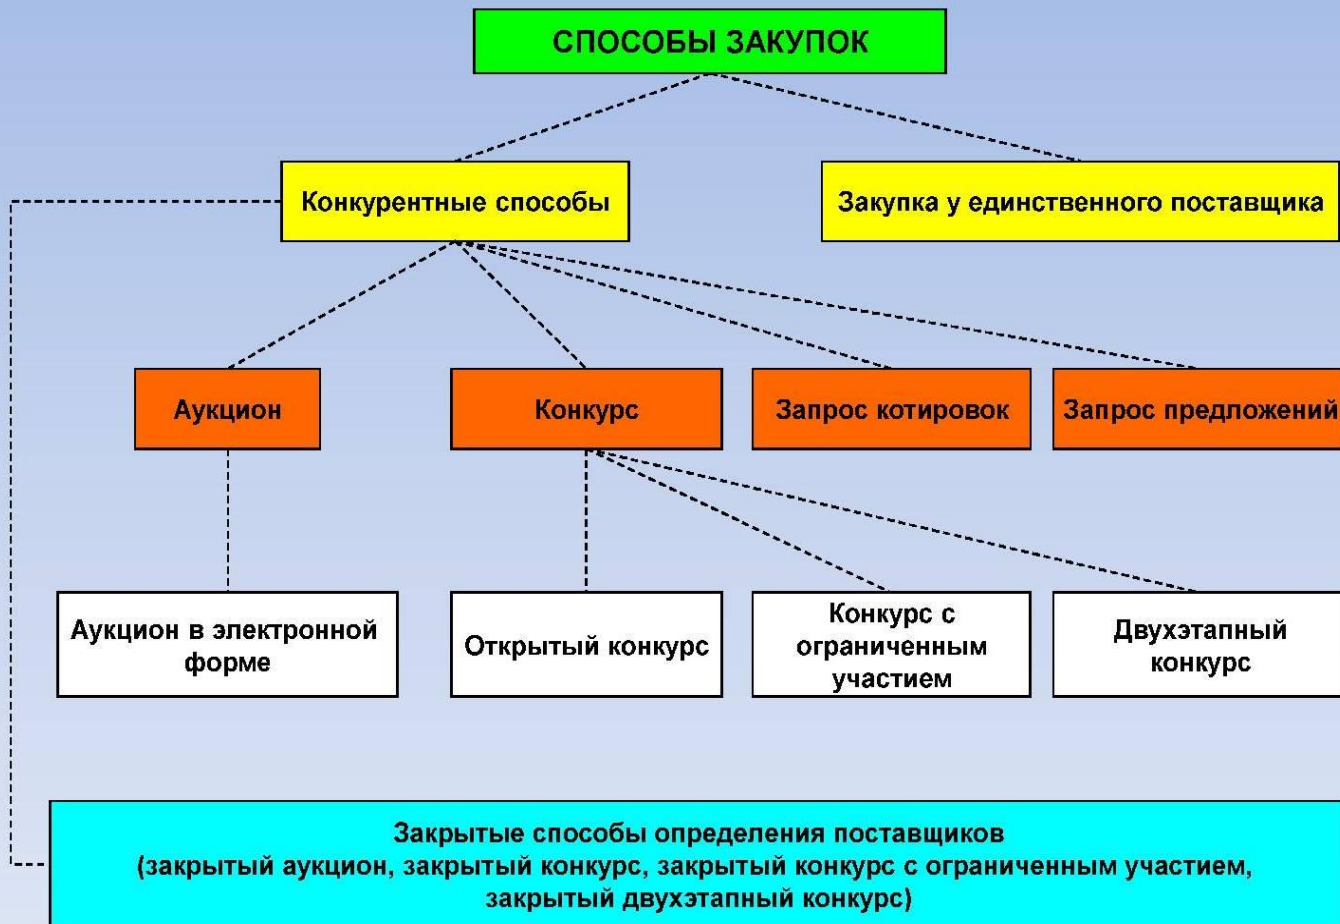 СПОСОБЫ ЗАКУПОК
Конкурентные способы
Закупка у единственного поставщика
Аукцион
Конкурс
Запрос котировок
Запрос предложений
Аукцион в электронной
форме
Открытый конкурс
Конкурс с
ограниченным
участием
Двухэтапный
конкурс
Закрытые способы определения поставщиков
(закрытый аукцион, закрытый конкурс, закрытый конкурс с ограниченным участием,
закрытый двухэтапный конкурс)